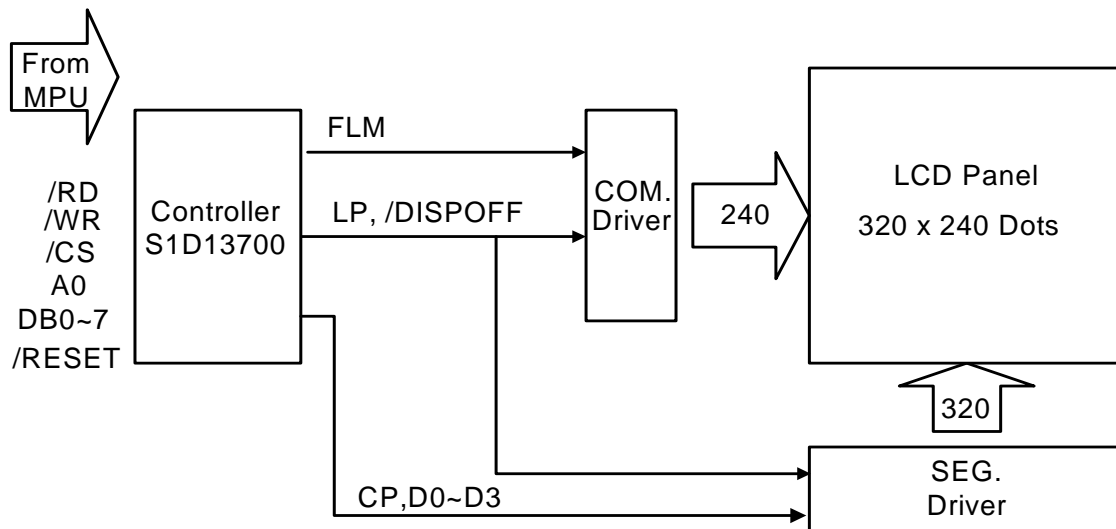 From
MPU
/RD
/WR
/CS
A0
DB0~7
/RESET
Controller
S1D13700
FLM
LP, /DISPOFF
CP,D0~D3
COM.
Driver
240
LCD Panel
320 x 240 Dots
320
SEG.
Driver